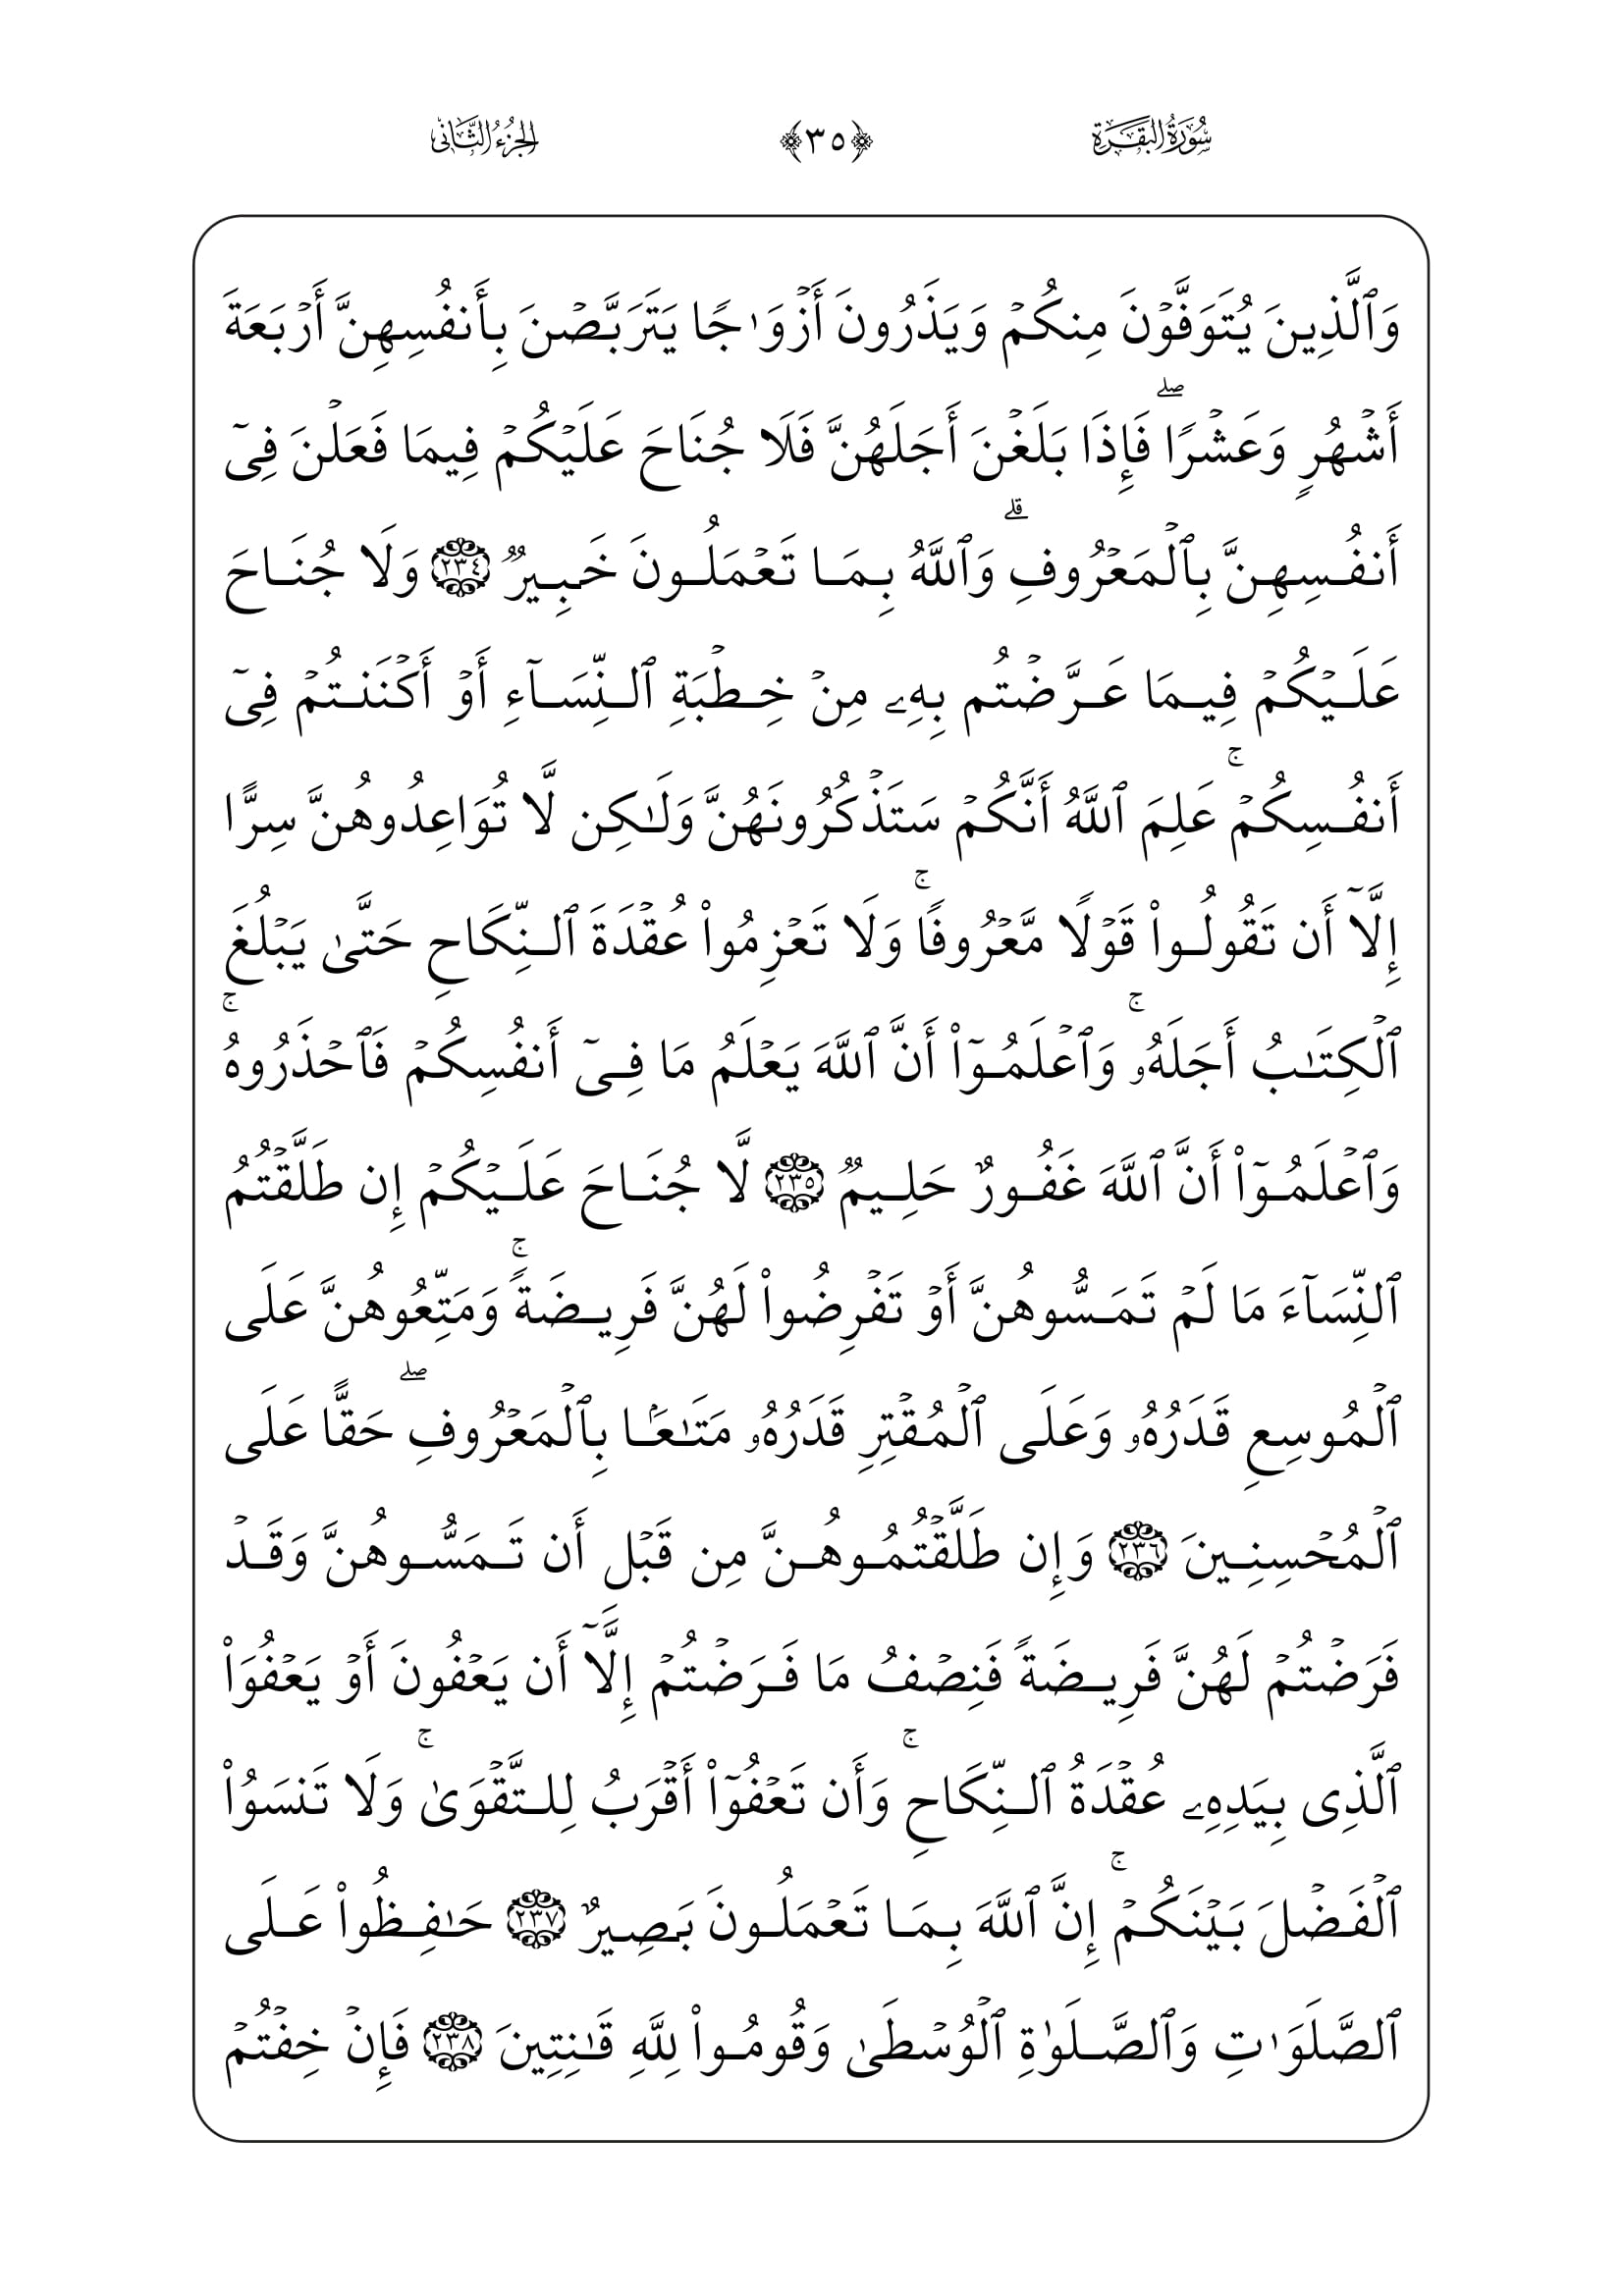 سُورَةُ البَقَرَةِ ﴿٣٥﴾ الجُزْءُ الثَّانِى
وَٱلَّذِينَ يُتَوَفَّوۡنَ مِنكُمۡ وَيَذَرُونَ أَزۡوَٰجًا يَتَرَبَّصۡنَ بِأَنفُسِهِنَّ أَرۡبَعَةَ
أَشۡهُرٍ وَعَشۡرًاۖ فَإِذَا بَلَغۡنَ أَجَلَهُنَّ فَلَا جُنَاحَ عَلَيۡكُمۡ فِيمَا فَعَلۡنَ فِىٓ
أَنفُسِهِنَّ بِٱلۡمَعۡرُوفِۗ وَٱللَّهُ بِمَا تَعۡمَلُونَ خَبِيرٌ ٢٣٤ وَلَا جُنَاحَ
عَلَيۡكُمۡ فِيمَا عَرَّضۡتُم بِهِۦ مِنۡ خِطۡبَةِ ٱلنِّسَآءِ أَوۡ أَكۡنَنتُمۡ فِىٓ
أَنفُسِكُمۡۚ عَلِمَ ٱللَّهُ أَنَّكُمۡ سَتَذۡكُرُونَهُنَّ وَلَٰكِن لَّا تُوَاعِدُوهُنَّ سِرًّا
إِلَّآ أَن تَقُولُوا۟ قَوۡلًا مَّعۡرُوفًاۚ وَلَا تَعۡزِمُوا۟ عُقۡدَةَ ٱلنِّكَاحِ حَتَّىٰ يَبۡلُغَ
ٱلۡكِتَٰبُ أَجَلَهُۥۚ وَٱعۡلَمُوٓا۟ أَنَّ ٱللَّهَ يَعۡلَمُ مَا فِىٓ أَنفُسِكُمۡ فَٱحۡذَرُوهُۚ
وَٱعۡلَمُوٓا۟ أَنَّ ٱللَّهَ غَفُورٌ حَلِيمٌ ٢٣٥ لَّا جُنَاحَ عَلَيۡكُمۡ إِن طَلَّقۡتُمُ
ٱلنِّسَآءَ مَا لَمۡ تَمَسُّوهُنَّ أَوۡ تَفۡرِضُوا۟ لَهُنَّ فَرِيضَةًۚ وَمَتِّعُوهُنَّ عَلَى
ٱلۡمُوسِعِ قَدَرُهُۥ وَعَلَى ٱلۡمُقۡتِرِ قَدَرُهُۥ مَتَٰعَۢا بِٱلۡمَعۡرُوفِۖ حَقًّا عَلَى
ٱلۡمُحۡسِنِينَ ٢٣٦ وَإِن طَلَّقۡتُمُوهُنَّ مِن قَبۡلِ أَن تَمَسُّوهُنَّ وَقَدۡ
فَرَضۡتُمۡ لَهُنَّ فَرِيضَةً فَنِصۡفُ مَا فَرَضۡتُمۡ إِلَّآ أَن يَعۡفُونَ أَوۡ يَعۡفُوَا۟
ٱلَّذِى بِيَدِهِۦ عُقۡدَةُ ٱلنِّكَاحِۚ وَأَن تَعۡفُوٓا۟ أَقۡرَبُ لِلتَّقۡوَىٰۚ وَلَا تَنسَوُا۟
ٱلۡفَضۡلَ بَيۡنَكُمۡۚ إِنَّ ٱللَّهَ بِمَا تَعۡمَلُونَ بَصِيرٌ ٢٣٧ حَٰفِظُوا۟ عَلَى
ٱلصَّلَوَٰتِ وَٱلصَّلَوٰةِ ٱلۡوُسۡطَىٰ وَقُومُوا۟ لِلَّهِ قَٰنِتِينَ ٢٣٨ فَإِنۡ خِفۡتُمۡ